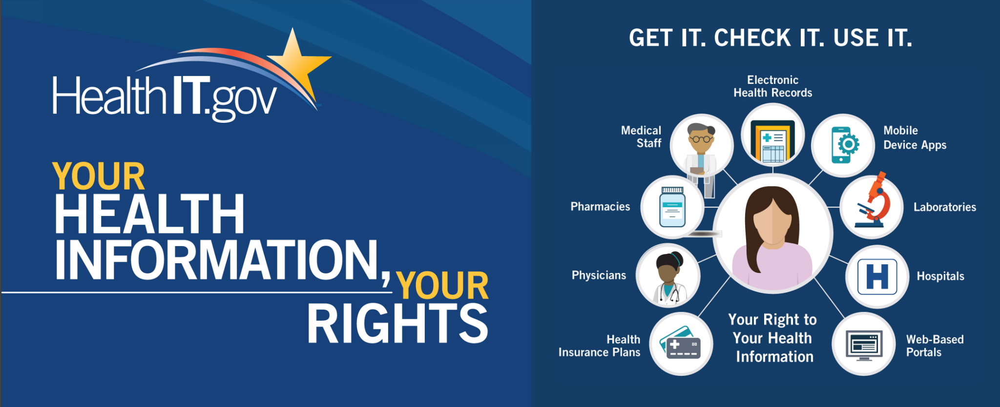 HealthIT.gov
SM
YOUR
HEALTH
INFORMATION,
YOUR
RIGHTS
GET IT. CHECK IT. USE IT.
Electronic
Health Records
Medical
Staff
Mobile
Device Apps
Pharmacies
Laboratories
Physicians
H
Hospitals
Health
Insurance Plans
Your Right to
Your Health
Information
Web-Based
Portals